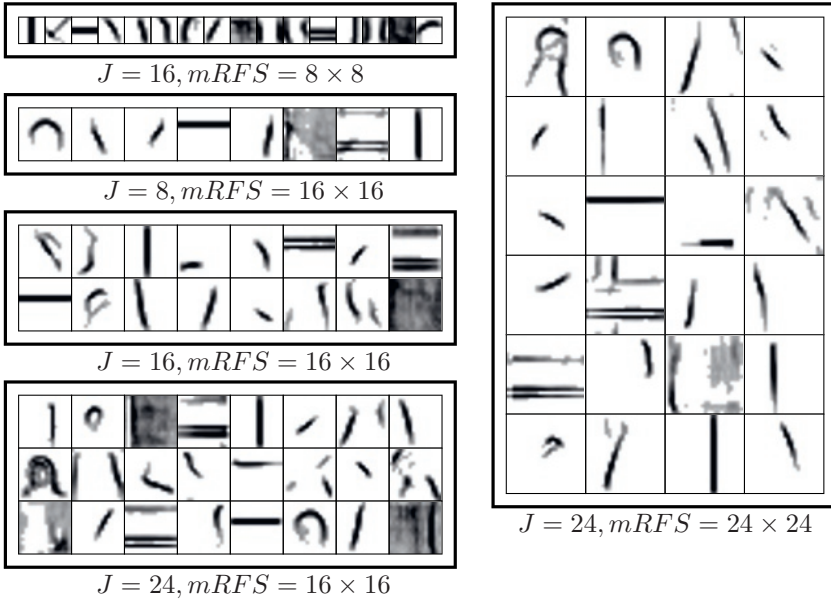 J = 16, mRFS = 8 × 8
J = 8, mRFS = 16 × 16
J = 16, mRFS = 16 × 16
J = 24, mRFS = 16 × 16
J = 24, mRFS = 24 × 24